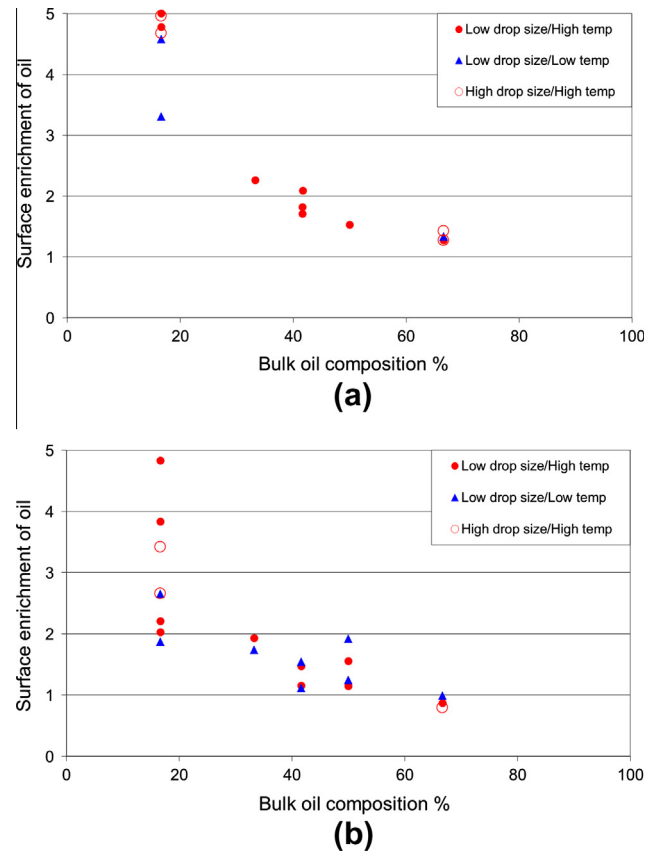 5
4
3
2
1
0
Surface enrichment of oil
Low drop size/High temp
Low drop size/Low temp
High drop size/High temp
0 20 40 60 80 100
Bulk oil composition %
(a)
5
4
3
2
1
0
Surface enrichment of oil
Low drop size/High temp
Low drop size/Low temp
High drop size/High temp
0 20 40 60 80 100
Bulk oil composition %
(b)